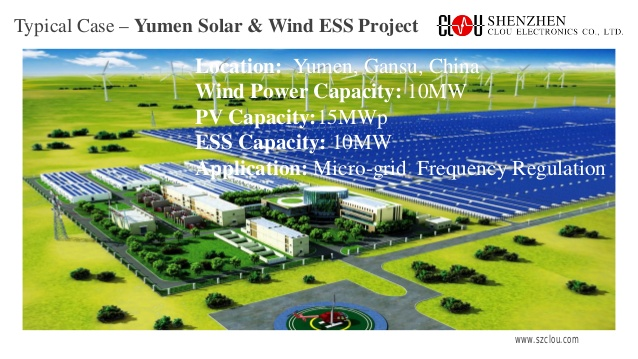 Typical Case – Yumen Solar & Wind ESS Project
CLOU SHENZHEN
CLOU ELECTRONICS CO., LTD.
Location: Yumen, Gansu, China
Wind Power Capacity: 10MW
PV Capacity:15MWp
ESS Capacity: 10MW
Application: Micro-grid, Frequency Regulation
www.szclou.com